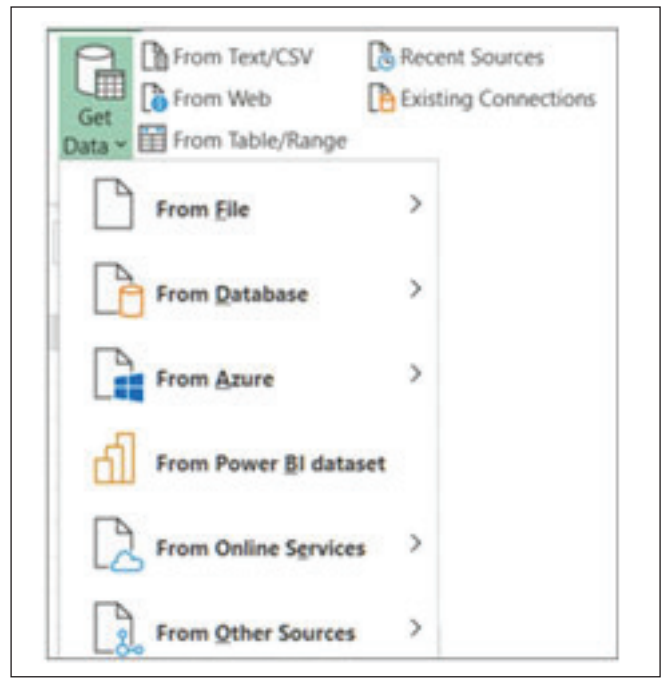 From Text/CSV Recent Sources
From Web Existing Connections
Get
Data From Table/Range
From File
From Database
From Azure
From Power BI dataset
From Online Services
From Other Sources